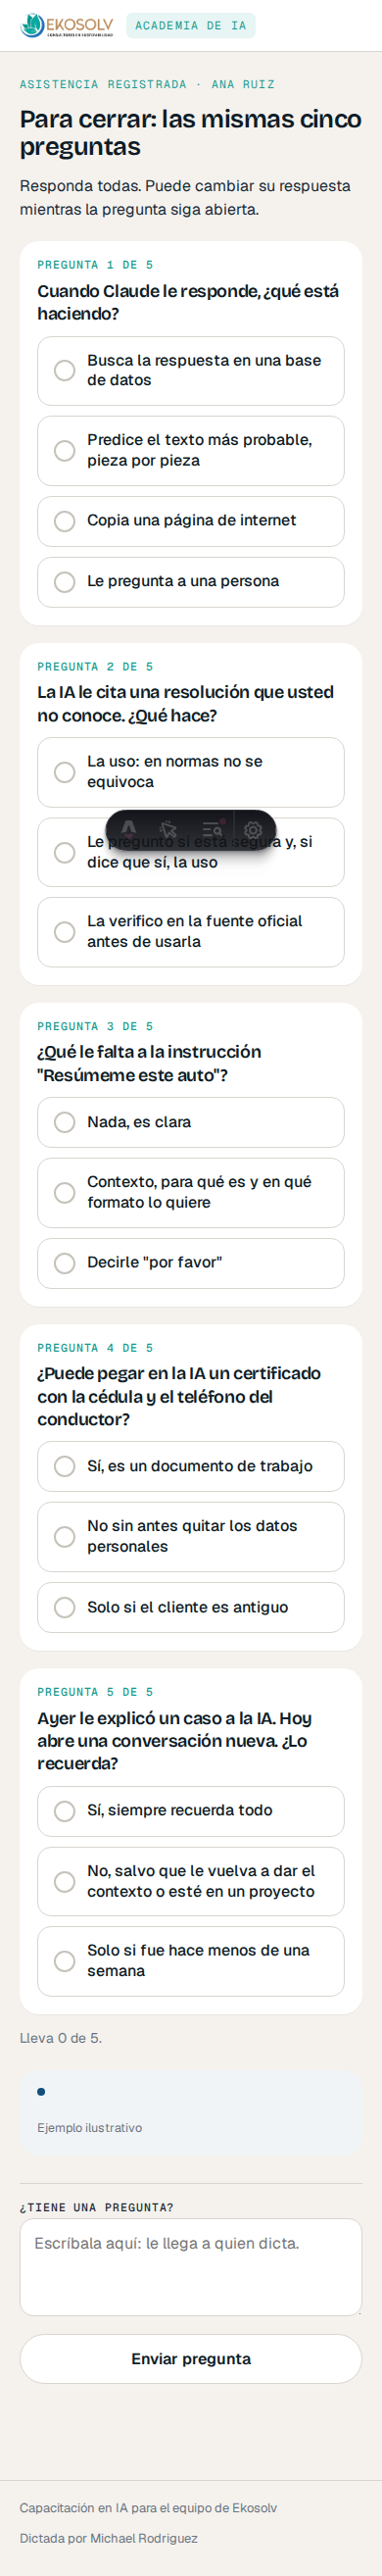 EKOSOLV
ACADEMIA DE IA
ASISTENCIA REGISTRADA · ANA RUIZ
Para cerrar: las mismas cinco
preguntas
Responda todas. Puede cambiar su respuesta
mientras la pregunta siga abierta.
PREGUNTA 1 DE 5
Cuando Claude le responde, ¿qué está
haciendo?
Busca la respuesta en una base
de datos
Predice el texto más probable,
pieza por pieza
Copia una página de internet
Le pregunta a una persona
PREGUNTA 2 DE 5
La IA le cita una resolución que usted
no conoce. ¿Qué hace?
La uso: en normas no se
equivoca
Le pregunto si está segura y, si
dice que sí, la uso
La verifico en la fuente oficial
antes de usarla
PREGUNTA 3 DE 5
¿Qué le falta a la instrucción
"Resúmeme este auto"?
Nada, es clara
Contexto, para qué es y en qué
formato lo quiere
Decirle "por favor"
PREGUNTA 4 DE 5
¿Puede pegar en la IA un certificado
con la cédula y el teléfono del
conductor?
Sí, es un documento de trabajo
No sin antes quitar los datos
personales
Solo si el cliente es antiguo
PREGUNTA 5 DE 5
Ayer le explicó un caso a la IA. Hoy
abre una conversación nueva. ¿Lo
recuerda?
Sí, siempre recuerda todo
No, salvo que le vuelva a dar el
contexto o esté en un proyecto
Solo si fue hace menos de una
semana
Lleva 0 de 5.
Ejemplo ilustrativo
¿TIENE UNA PREGUNTA?
Escríbala aquí: le llega a quien dicta.
Enviar pregunta
Capacitación en IA para el equipo de Ekosolv
Dictada por Michael Rodriguez